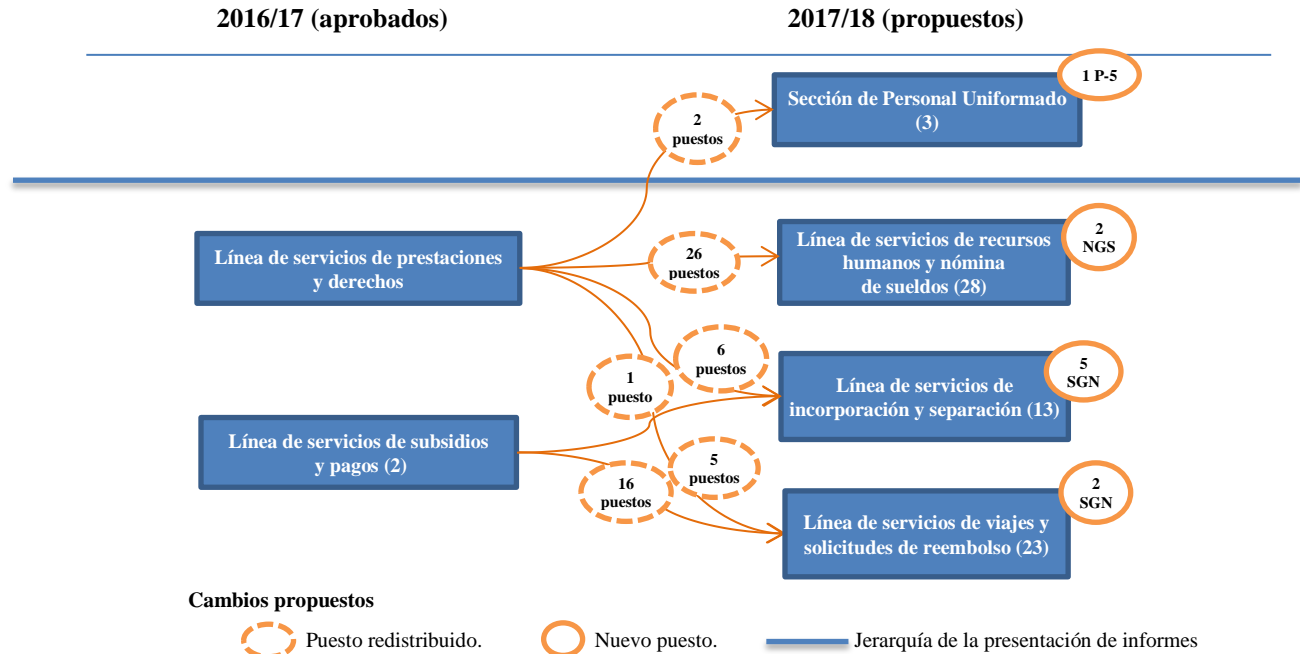 2016/17 (aprobados)
2017/18 (propuestos)
1 P-5
Sección de Personal Uniformado
(3)
2
puestos
Línea de servicios de prestaciones
y derechos
26
puestos
Línea de servicios de recursos
humanos y nómina
de sueldos (28)
2
NGS
6
puestos
1
puesto
Línea de servicios de
incorporación y separación (13)
5
SGN
Línea de servicios de subsidios
y pagos (2)
5
puestos
16
puestos
Línea de servicios de viajes y
solicitudes de reembolso (23)
2
SGN
Cambios propuestos
Puesto redistribuido.
Nuevo puesto.
Jerarquía de la presentación de informes